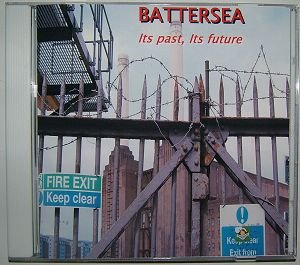 BATTERSEA
Its past, Its future
FIRE EXIT
Keep clear
Keep clear
Exit from